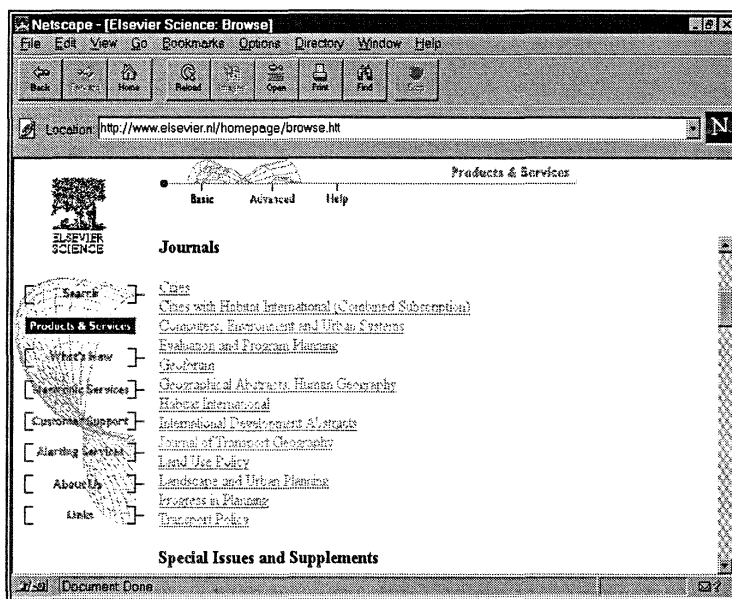 Netscape - [Elsevier Science: Browse]
File Edit View Go Bookmarks Options Directory Window Help
Back Forward Home Reload Images Open Print Find Stop
Location: http://www.elsevier.nl/homepage/browse.htt
N
Products & Services
Basic Advanced Help
ELSEVIER
SCIENCE
Journals
Search
Products & Services
What's New
Electronic Services
Customer Support
Alerting Services
About Us
Links
Cities
Cities with Habitat International (Combined Subscription)
Computers, Environment and Urban Systems
Evaluation and Program Planning
Geoforum
Geographical Abstracts, Human Geography
Habitat International
International Development Abstracts
Journal of Transport Geography
Land Use Policy
Landscape and Urban Planning
Progress in Planning
Transport Policy
Special Issues and Supplements
Document Done
?